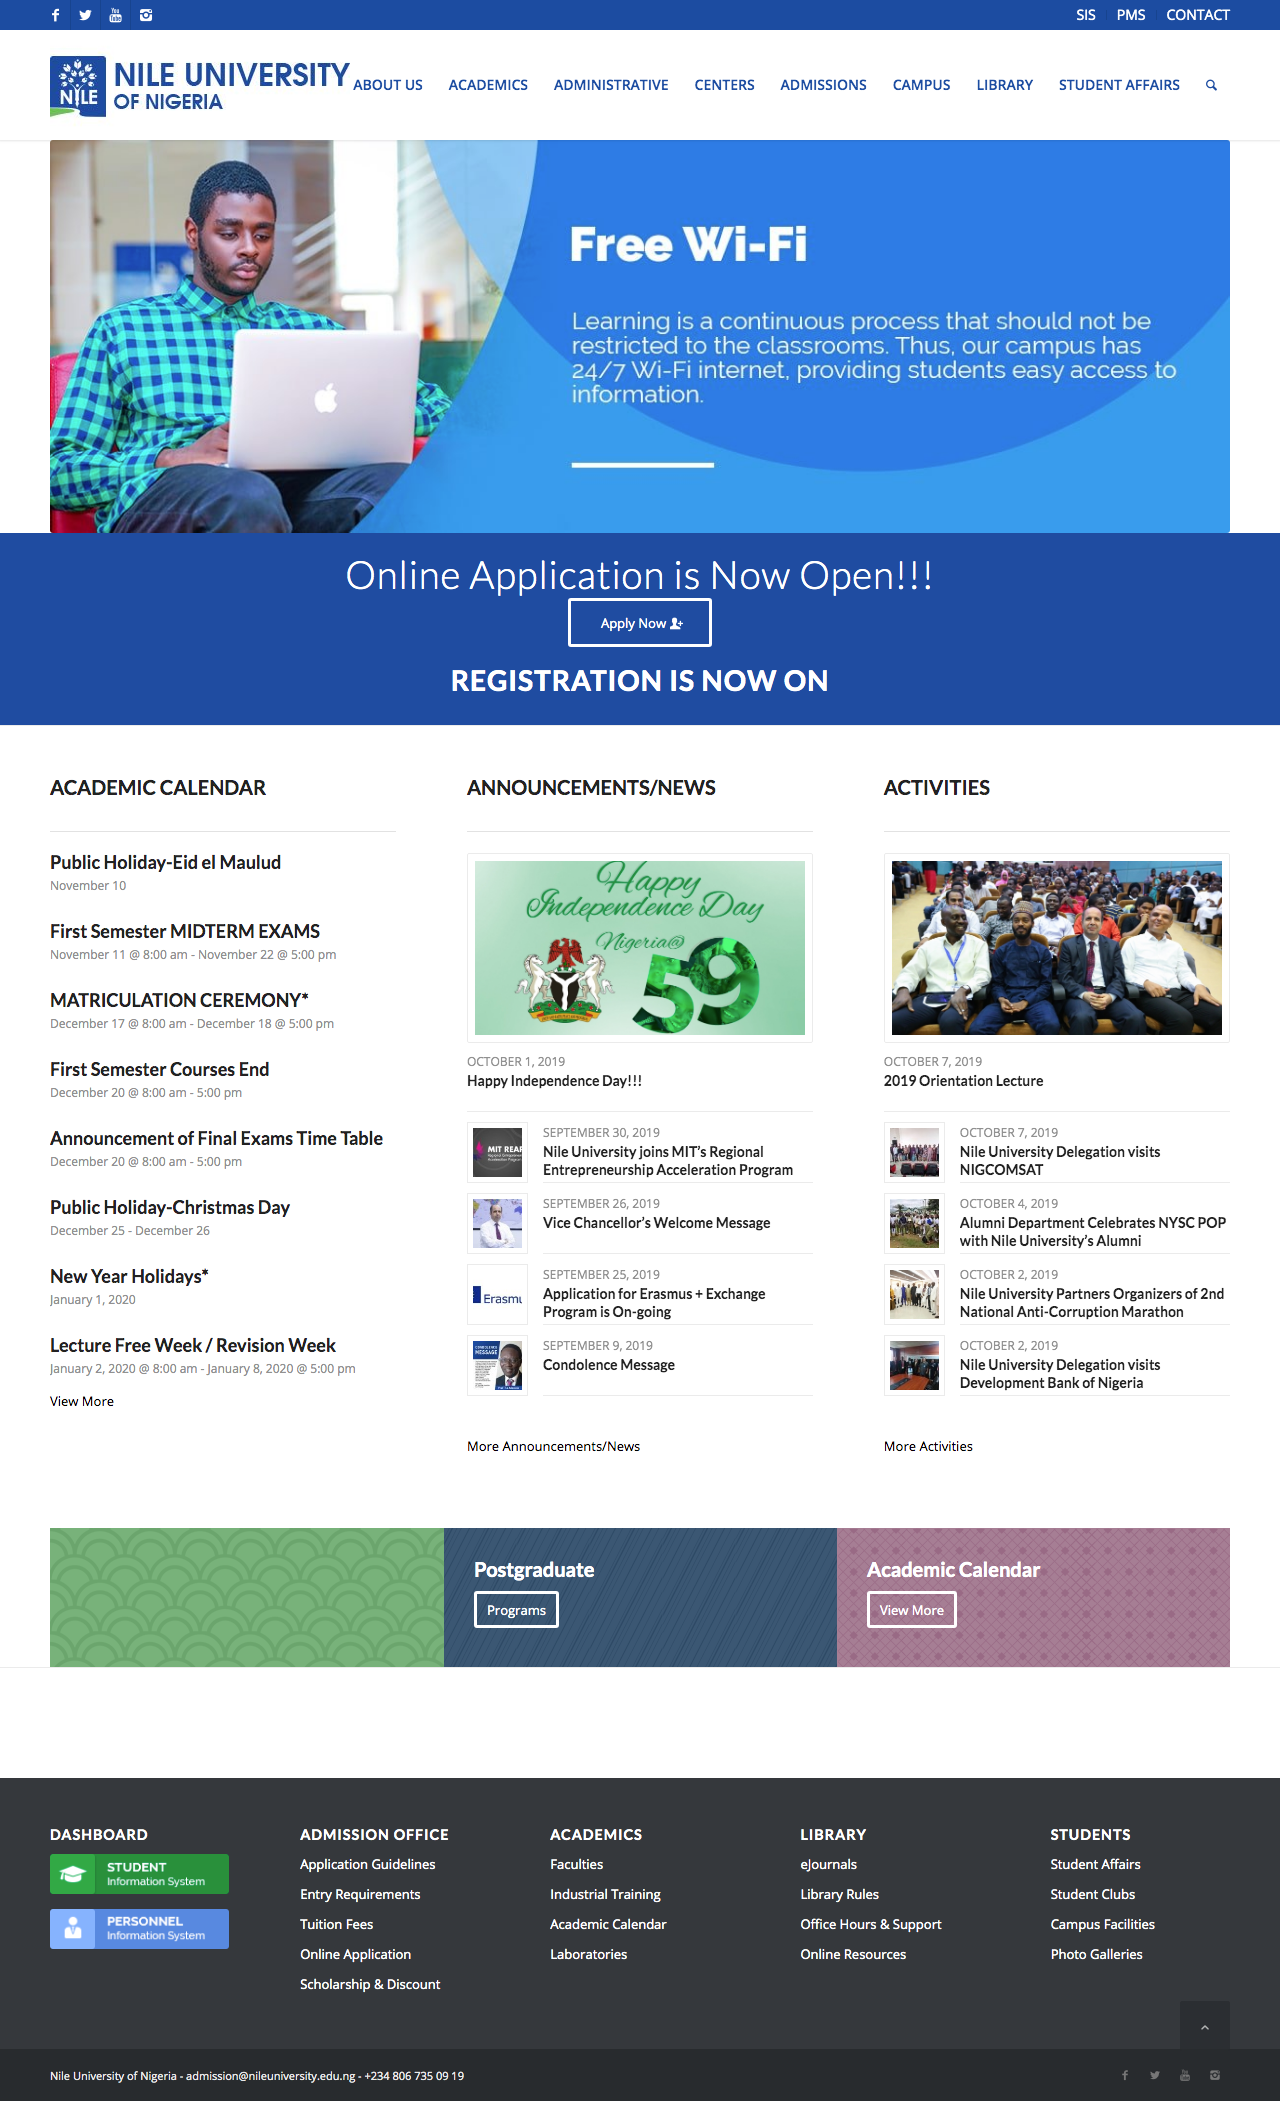 SIS PMS CONTACT
NILE
NILE UNIVERSITY
OF NIGERIA
ABOUT US ACADEMICS ADMINISTRATIVE CENTERS ADMISSIONS CAMPUS LIBRARY STUDENT AFFAIRS
Free Wi-Fi
Learning is a continuous process that should not be
restricted to the classrooms. Thus, our campus has
24/7 Wi-Fi internet, providing students easy access to
information.
Online Application is Now Open!!!
Apply Now
REGISTRATION IS NOW ON
ACADEMIC CALENDAR
Public Holiday-Eid el Maulud
November 10
First Semester MIDTERM EXAMS
November 11 @ 8:00 am - November 22 @ 5:00 pm
MATRICULATION CEREMONY*
December 17 @ 8:00 am - December 18 @ 5:00 pm
First Semester Courses End
December 20 @ 8:00 am - 5:00 pm
Announcement of Final Exams Time Table
December 20 @ 8:00 am - 5:00 pm
Public Holiday-Christmas Day
December 25 - December 26
New Year Holidays*
January 1, 2020
Lecture Free Week / Revision Week
January 2, 2020 @ 8:00 am - January 8, 2020 @ 5:00 pm
View More
ANNOUNCEMENTS/NEWS
Happy
Independence Day
Nigeria@
59
OCTOBER 1, 2019
Happy Independence Day!!!
MIT REAP
SEPTEMBER 30, 2019
Nile University joins MIT’s Regional
Entrepreneurship Acceleration Program
SEPTEMBER 26, 2019
Vice Chancellor’s Welcome Message
Erasmu
SEPTEMBER 25, 2019
Application for Erasmus + Exchange
Program is On-going
CONDOLENCE
MESSAGE
SEPTEMBER 9, 2019
Condolence Message
More Announcements/News
ACTIVITIES
OCTOBER 7, 2019
2019 Orientation Lecture
OCTOBER 7, 2019
Nile University Delegation visits
NIGCOMSAT
OCTOBER 4, 2019
Alumni Department Celebrates NYSC POP
with Nile University’s Alumni
OCTOBER 2, 2019
Nile University Partners Organizers of 2nd
National Anti-Corruption Marathon
OCTOBER 2, 2019
Nile University Delegation visits
Development Bank of Nigeria
More Activities
Postgraduate
Programs
Academic Calendar
View More
DASHBOARD
STUDENT
Information System
PERSONNEL
Information System
ADMISSION OFFICE
Application Guidelines
Entry Requirements
Tuition Fees
Online Application
Scholarship & Discount
ACADEMICS
Faculties
Industrial Training
Academic Calendar
Laboratories
LIBRARY
eJournals
Library Rules
Office Hours & Support
Online Resources
STUDENTS
Student Affairs
Student Clubs
Campus Facilities
Photo Galleries
Nile University of Nigeria - admission@nileuniversity.edu.ng - +234 806 735 09 19